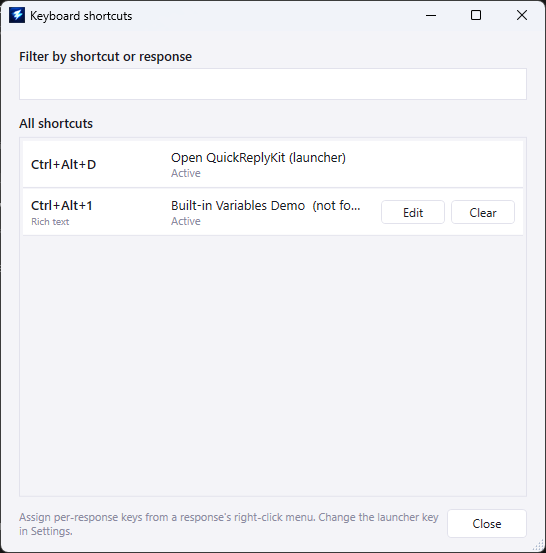 Keyboard shortcuts
Filter by shortcut or response
All shortcuts
Ctrl+Alt+D
Open QuickReplyKit (launcher)
Active
Ctrl+Alt+1
Rich text
Built-in Variables Demo  (not fo...
Active
Edit
Clear
Assign per-response keys from a response's right-click menu. Change the launcher key
in Settings.
Close